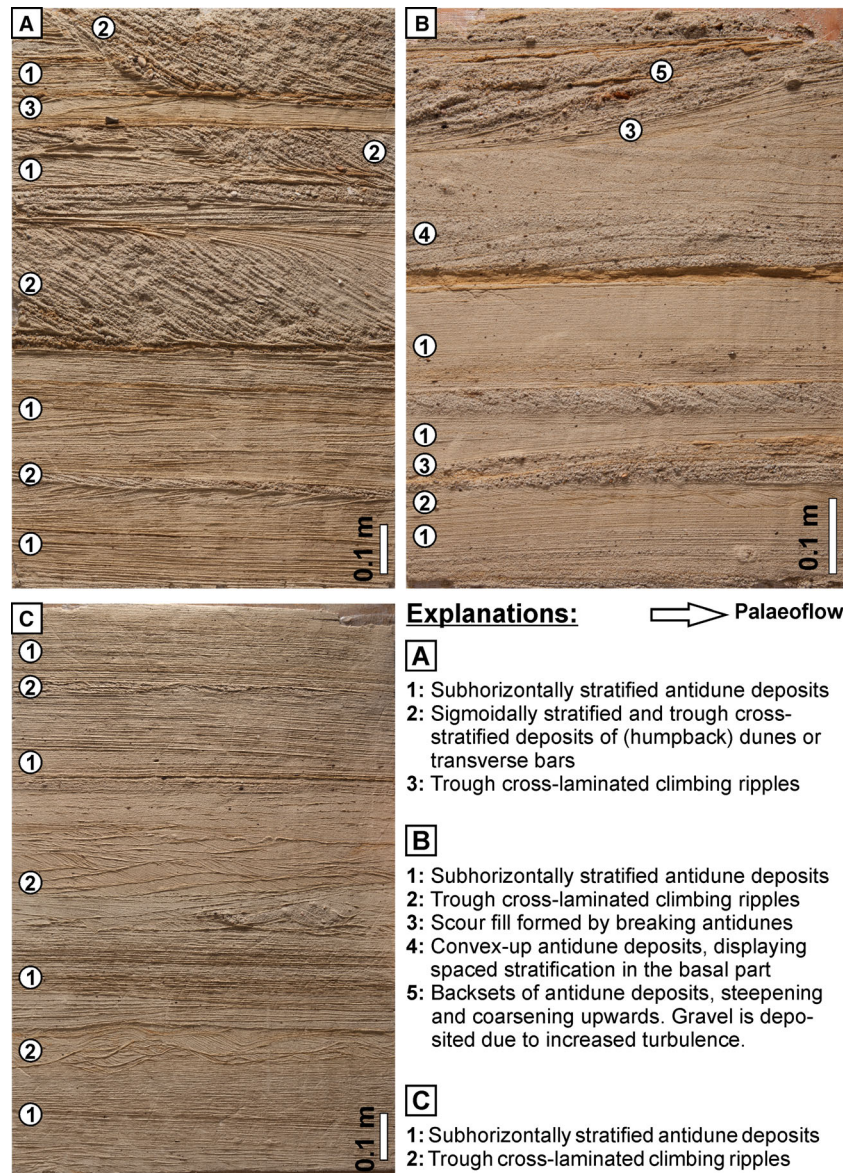 A
2
1
3
2
1
2
1
2
1
0.1 m
B
5
3
4
1
1
3
2
1
0.1 m
C
1
2
1
2
1
2
1
0.1 m
Explanations:
Palaeoflow
A
1: Subhorizontally stratified antidune deposits
2: Sigmoidally stratified and trough cross-
stratified deposits of (humpback) dunes or
transverse bars
3: Trough cross-laminated climbing ripples
B
1: Subhorizontally stratified antidune deposits
2: Trough cross-laminated climbing ripples
3: Scour fill formed by breaking antidunes
4: Convex-up antidune deposits, displaying
spaced stratification in the basal part
5: Backsets of antidune deposits, steepening
and coarsening upwards. Gravel is depo-
sited due to increased turbulence.
C
1: Subhorizontally stratified antidune deposits
2: Trough cross-laminated climbing ripples